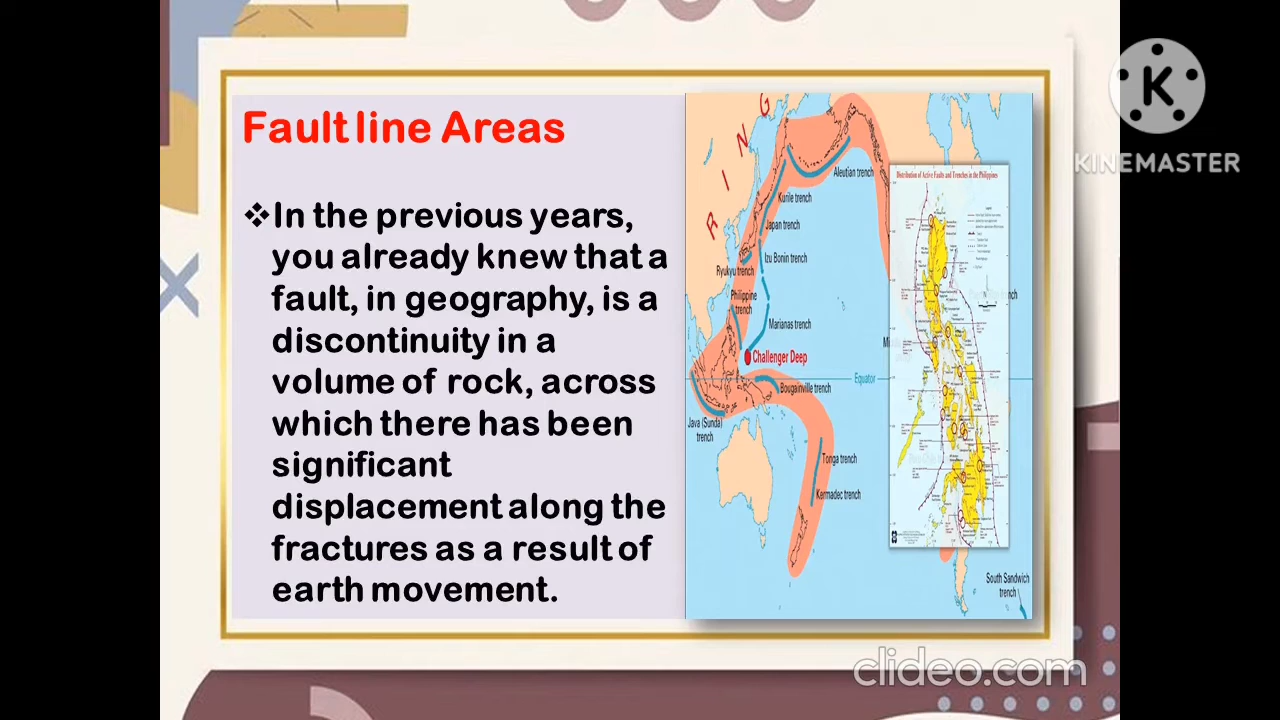 Fault line Areas
❖In the previous years,
you already knew that a
fault, in geography, is a
discontinuity in a
volume of rock, across
which there has been
significant
displacement along the
fractures as a result of
earth movement.
R I N G
Aleutian trench
Kurile trench
Japan trench
Izu Bonin trench
Ryukyu trench
Philippine
trench
Marianas trench
Challenger Deep
Equator
Bougainville trench
Java (Sunda)
trench
Tonga trench
Kermadec trench
South Sandwich
trench
Distribution of Active Faults and Trenches in the Philippines
K
KINEMASTER
clideo.com